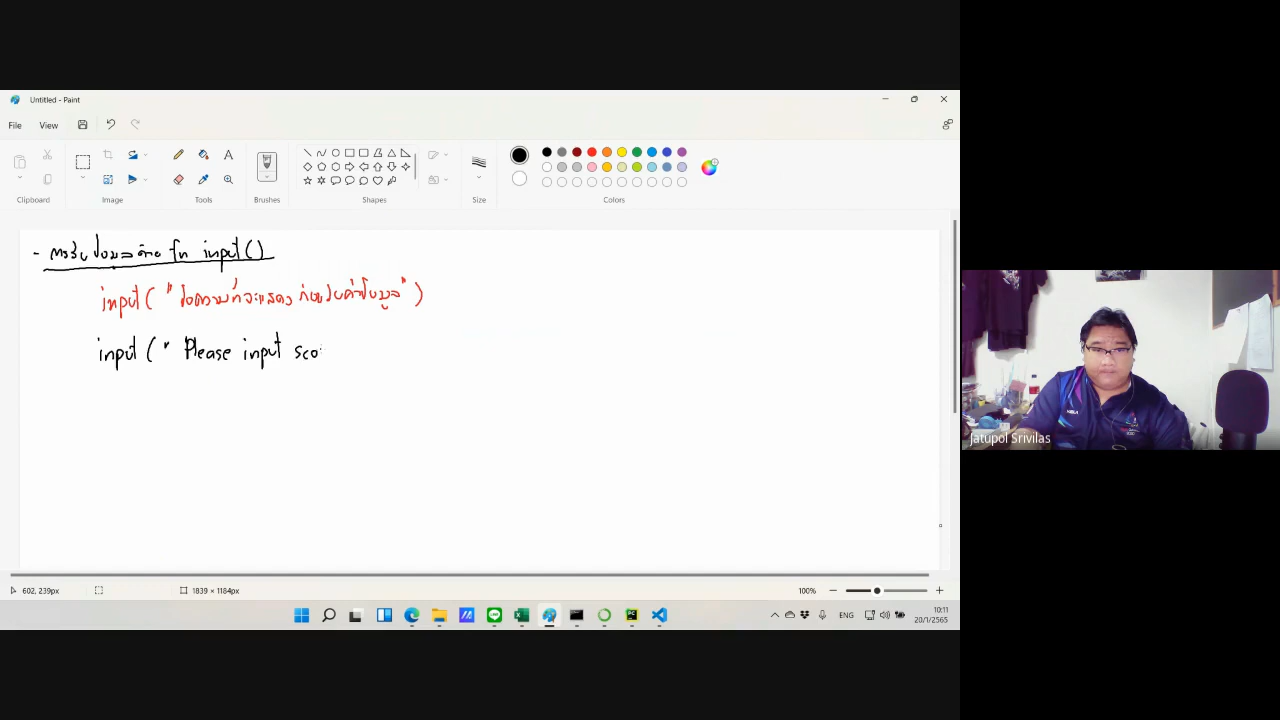 Untitled - Paint
File View
Clipboard Image Tools Brushes Shapes Size Colors
- การรับข้อมูลด้วย fn input()
input( " ข้อความที่จะแสดง ก่อนรับค่าข้อมูล" )
input ( " Please input sco
Jatupol Srivilas
602, 239px 1839 × 1184px 100%
ENG 10:11
20/1/2565